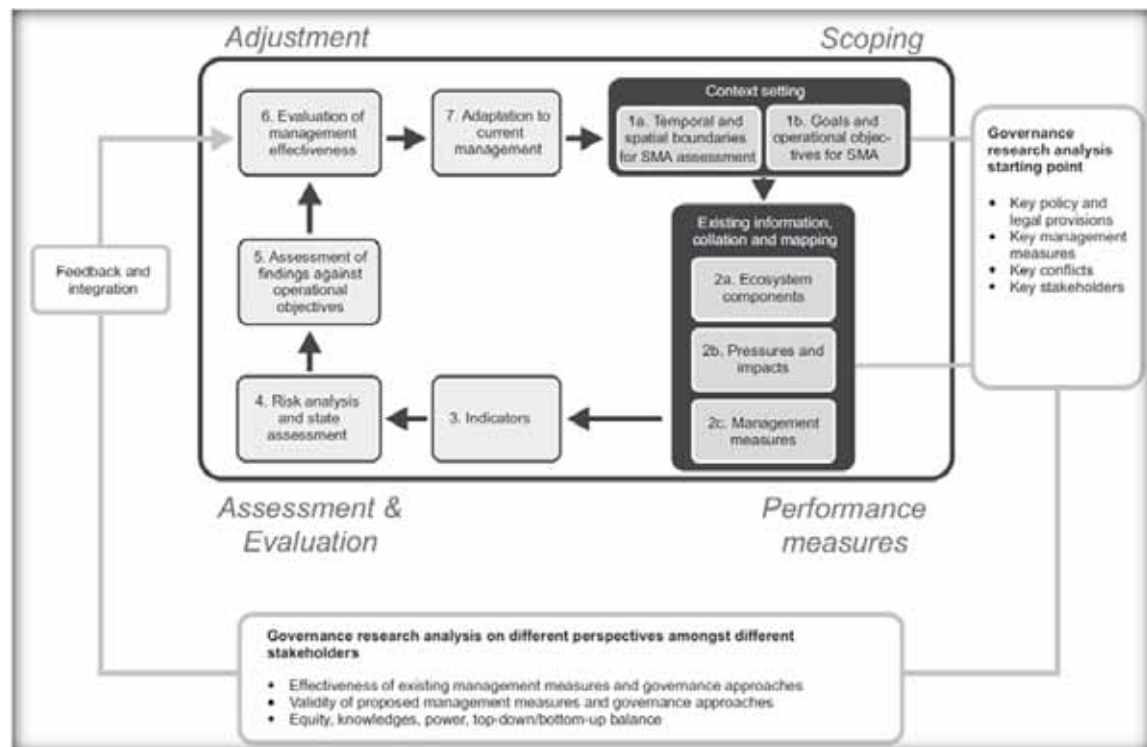 Adjustment
Scoping
6. Evaluation of
management
effectiveness
7. Adaptation to
current
management
Context setting
1a. Temporal and
spatial boundaries
for SMA assessment
1b. Goals and
operational objec-
tives for SMA
Governance
research analysis
starting point
• Key policy and
legal provisions
• Key management
measures
• Key conflicts
• Key stakeholders
Existing information,
collation and mapping
2a. Ecosystem
components
2b. Pressures and
impacts
2c. Management
measures
Feedback and
integration
5. Assessment of
findings against
operational
objectives
4. Risk analysis
and state
assessment
3. Indicators
Assessment &
Evaluation
Performance
measures
Governance research analysis on different perspectives amongst different
stakeholders
• Effectiveness of existing management measures and governance approaches
• Validity of proposed management measures and governance approaches
• Equity, knowledges, power, top-down/bottom-up balance